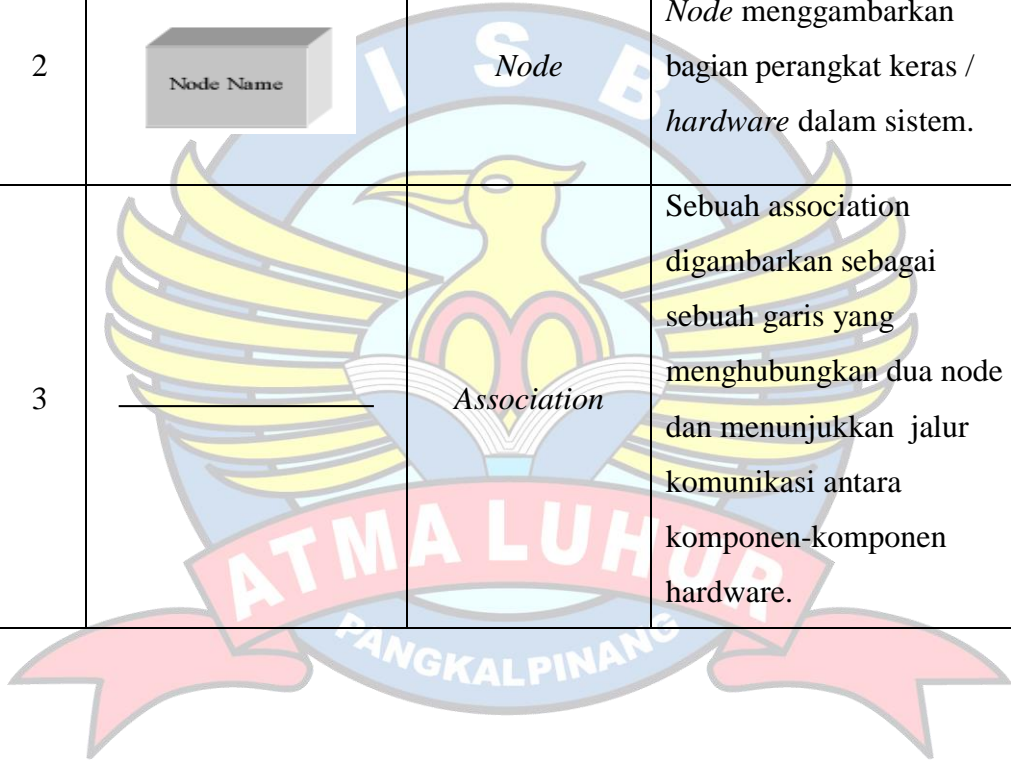 2
Node Name
Node
Node menggambarkan
bagian perangkat keras /
hardware dalam sistem.
3
Association
Sebuah association
digambarkan sebagai
sebuah garis yang
menghubungkan dua node
dan menunjukkan jalur
komunikasi antara
komponen-komponen
hardware.
I S B
ATMA LUHUR
PANGKALPINANG